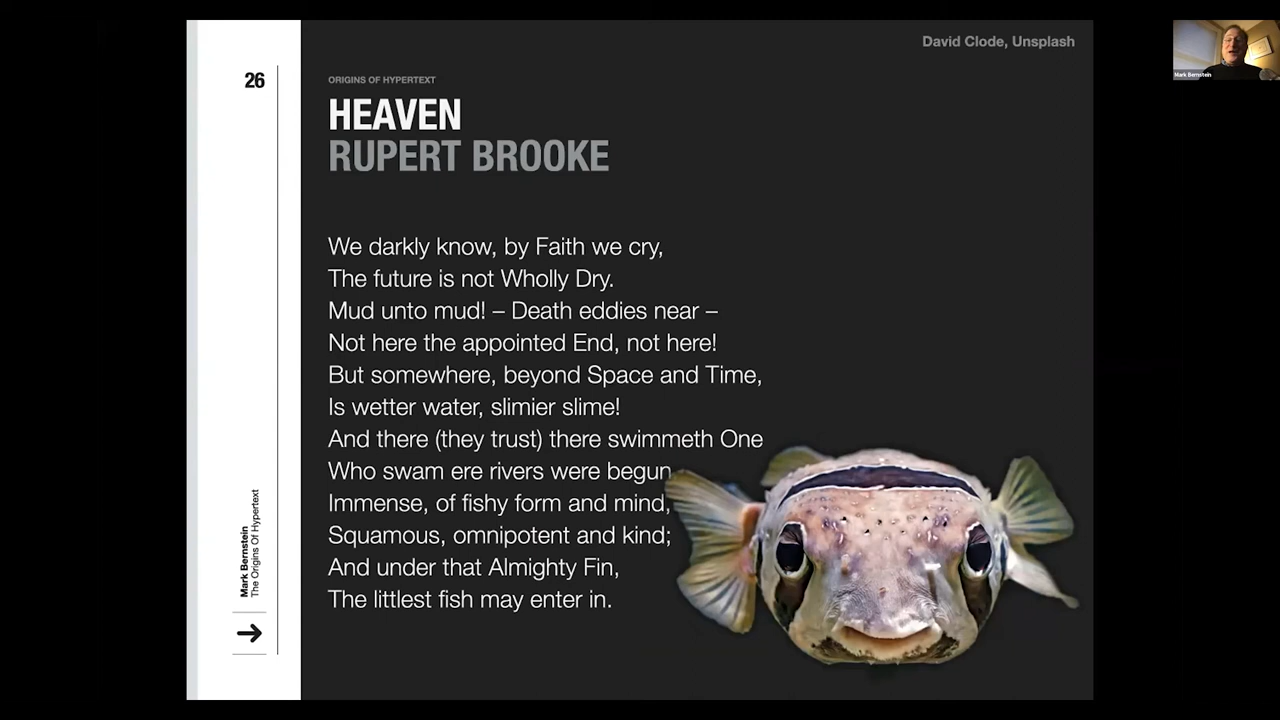 David Clode, Unsplash
Mark Bernstein
26
ORIGINS OF HYPERTEXT
HEAVEN
RUPERT BROOKE
We darkly know, by Faith we cry,
The future is not Wholly Dry.
Mud unto mud! – Death eddies near –
Not here the appointed End, not here!
But somewhere, beyond Space and Time,
Is wetter water, slimier slime!
And there (they trust) there swimmeth One
Who swam ere rivers were begun
Immense, of fishy form and mind,
Squamous, omnipotent and kind;
And under that Almighty Fin,
The littlest fish may enter in.
Mark Bernstein
The Origins Of Hypertext